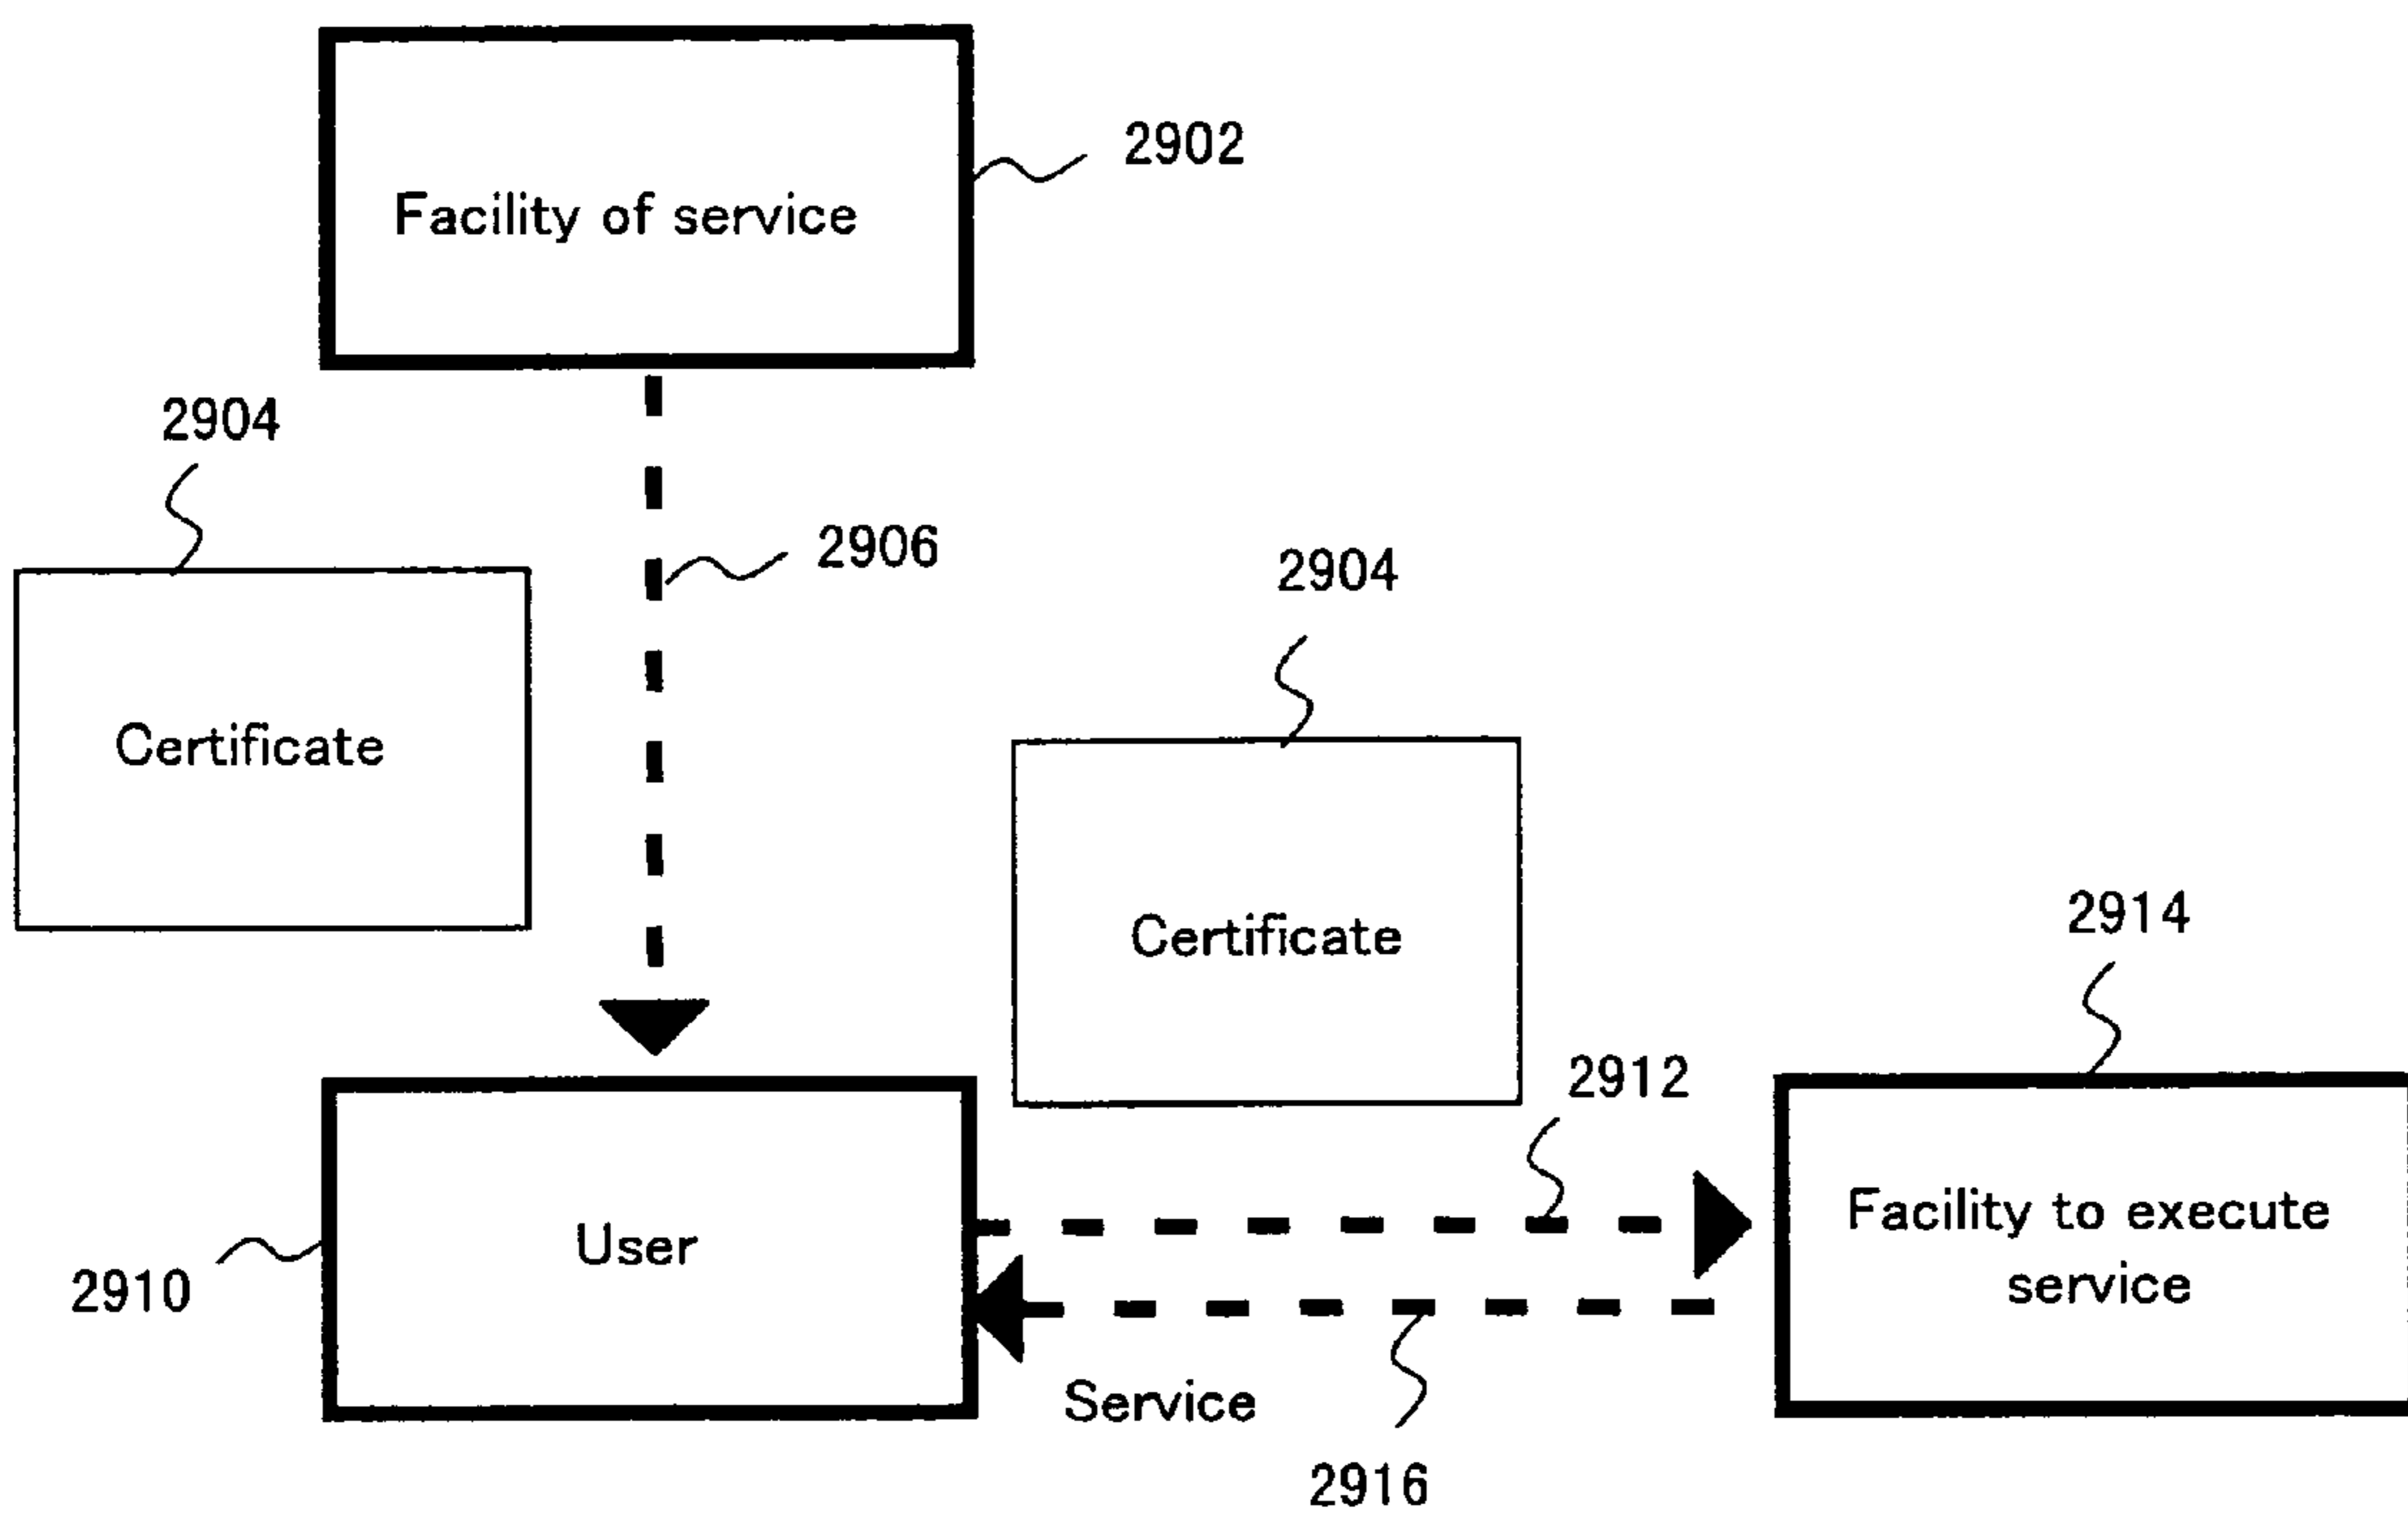 2902
Facility of service
2904
2906
2904
Certificate
Certificate
2914
2912
Facility to execute
service
User
2910
Service
2916